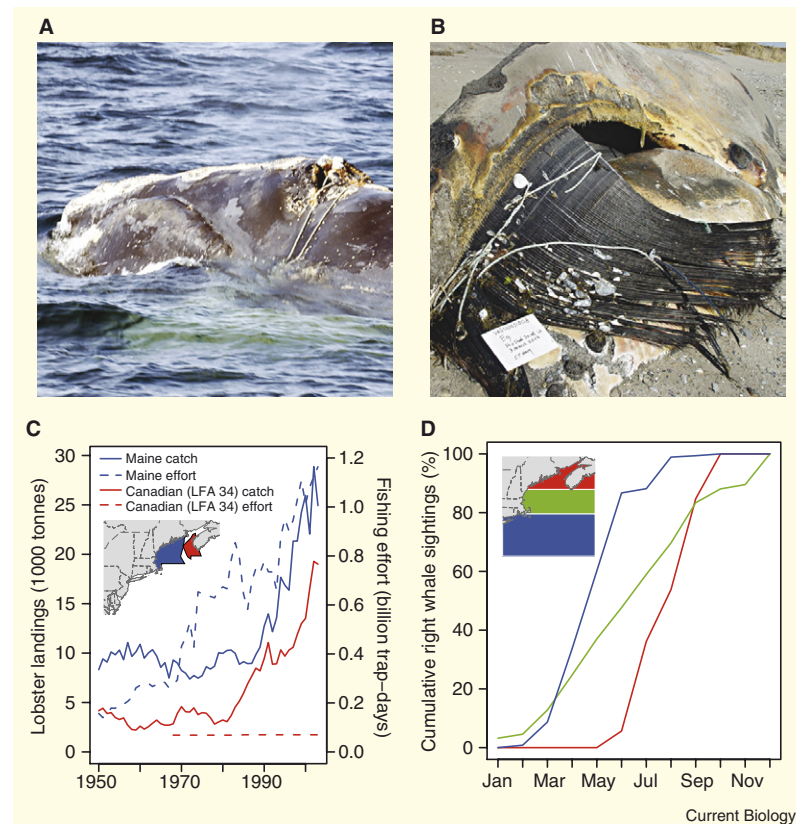 A
B
C
Maine catch
Maine effort
Canadian (LFA 34) catch
Canadian (LFA 34) effort
Lobster landings (1000 tonnes)
30
25
20
15
10
5
0
1.2
1.0
0.8
0.6
0.4
0.2
0.0
Fishing effort (billion trap–days)
1950
1970
1990
D
Cumulative right whale sightings (%)
100
80
60
40
20
0
Jan
Mar
May
Jul
Sep
Nov
Current Biology